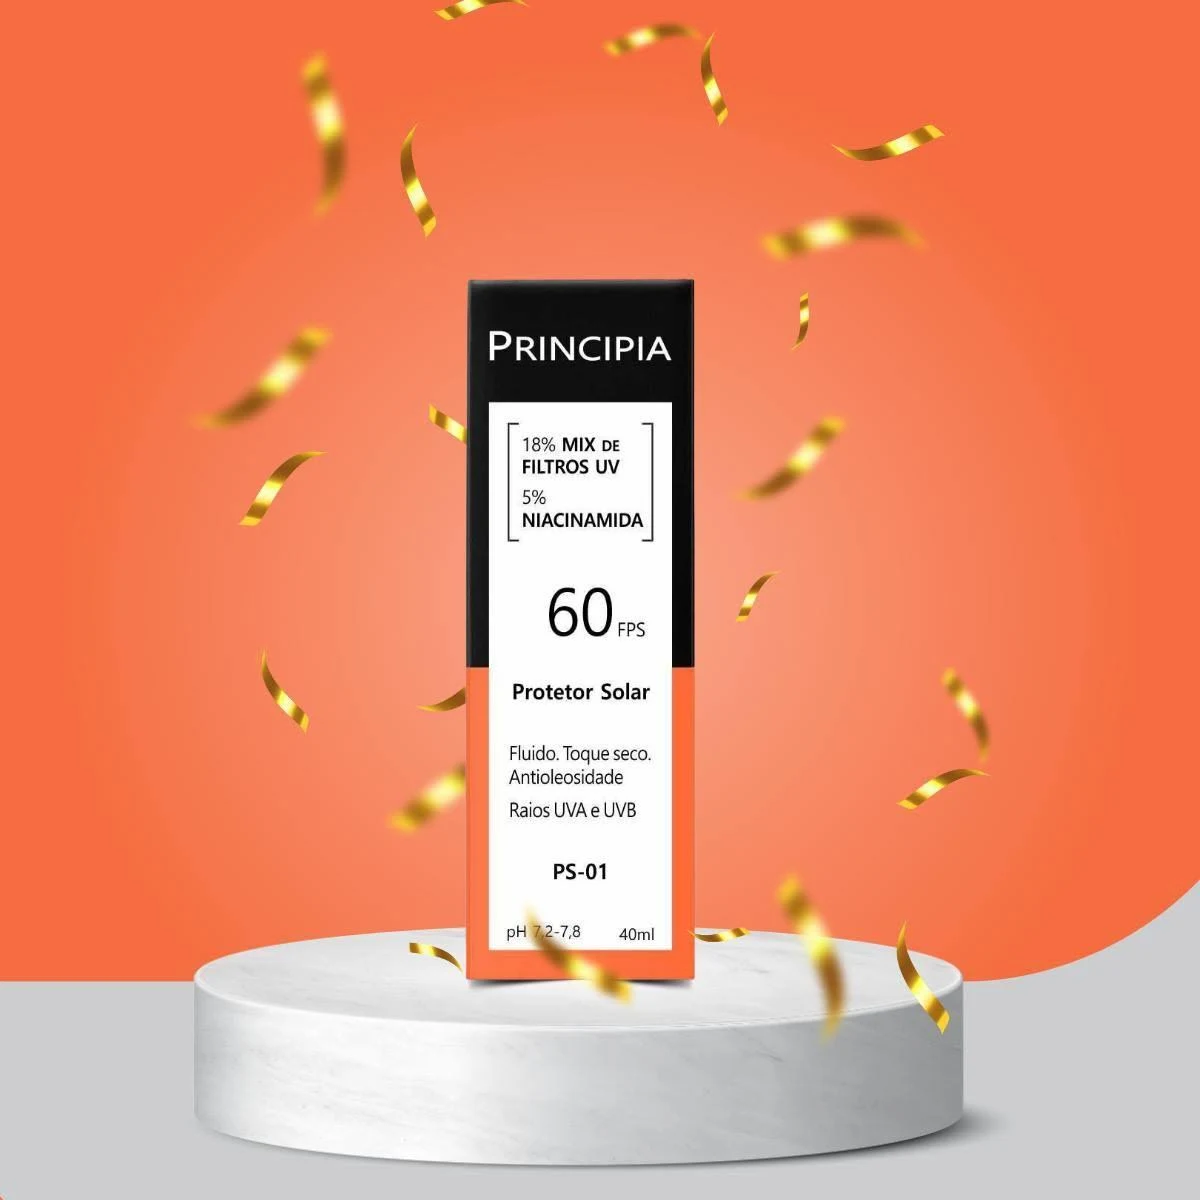 PRINCIPIA
18% MIX DE
FILTROS UV
5%
NIACINAMIDA
60 FPS
Protetor Solar
Fluido. Toque seco.
Antioleosidade
Raios UVA e UVB
PS-01
pH 7,2-7,8 40ml